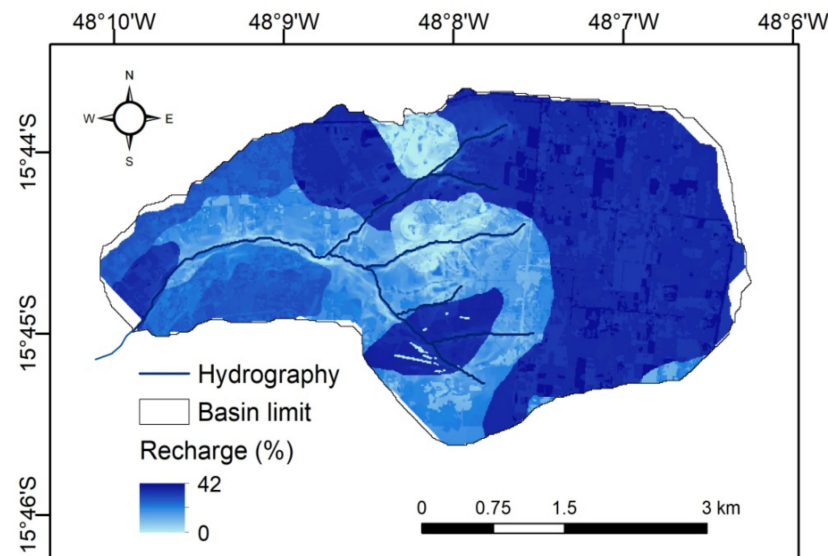 48°10'W 48°9'W 48°8'W 48°7'W 48°6'W
N
W E
S
15°44'S
15°45'S
15°46'S
Hydrography
Basin limit
Recharge (%)
42
0
0 0.75 1.5 3 km